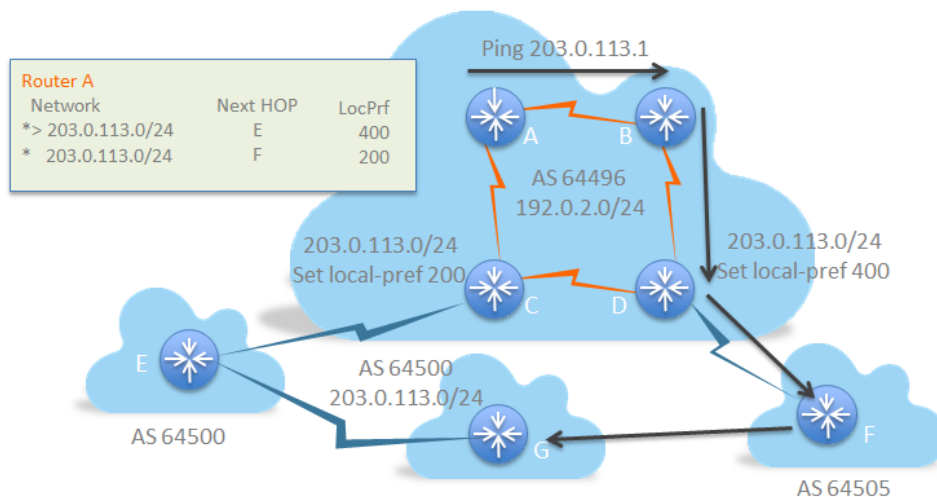 Ping 203.0.113.1
Router A
Network Next HOP LocPrf
*> 203.0.113.0/24 E 400
* 203.0.113.0/24 F 200
A
B
AS 64496
192.0.2.0/24
203.0.113.0/24
Set local-pref 200
203.0.113.0/24
Set local-pref 400
C
D
E
AS 64500
203.0.113.0/24
AS 64500
G
F
AS 64505